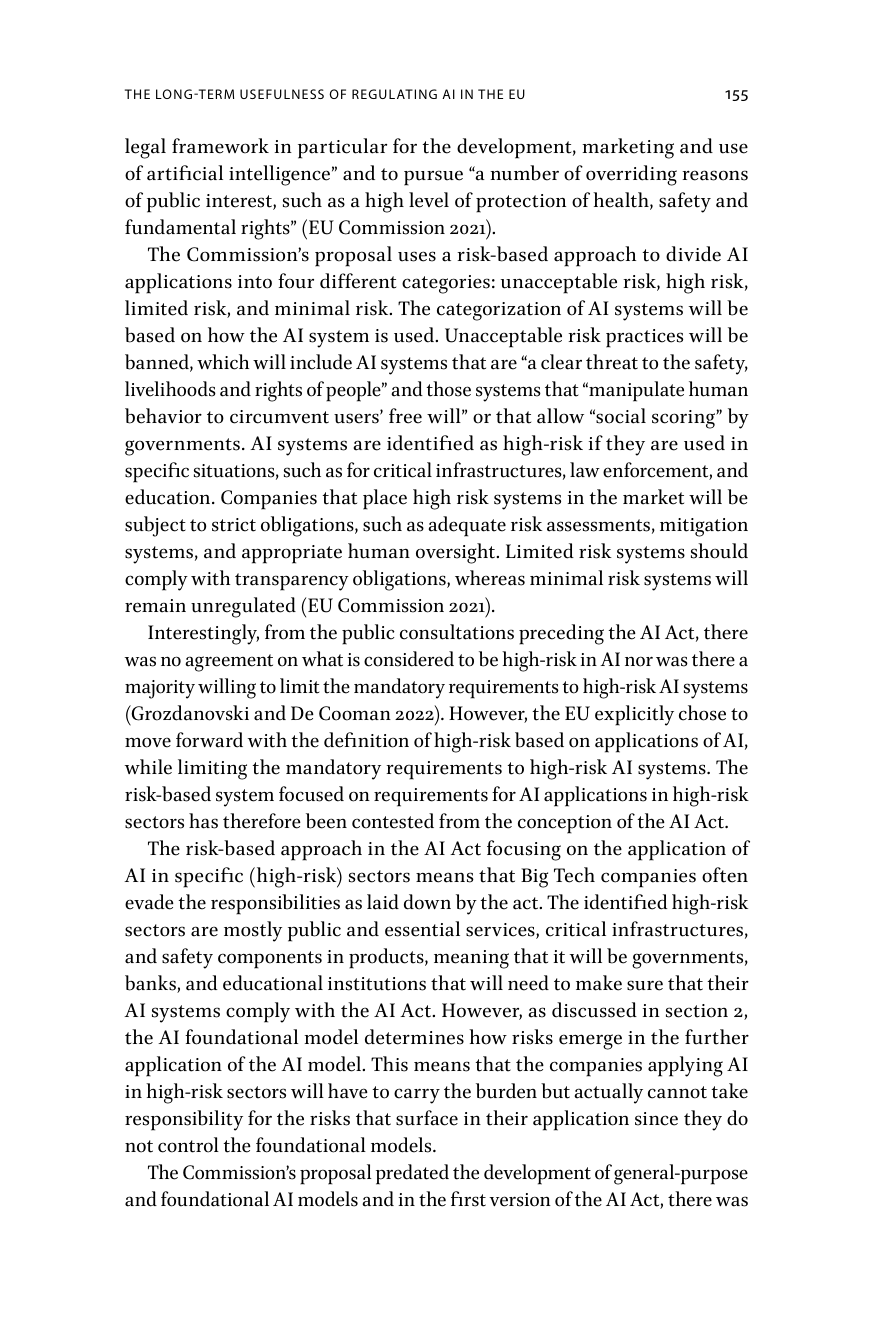 THE LONG-TERM USEFULNESS OF REGULATING AI IN THE EU 155
legal framework in particular for the development, marketing and use
of artificial intelligence” and to pursue “a number of overriding reasons
of public interest, such as a high level of protection of health, safety and
fundamental rights” (EU Commission 2021).
The Commission’s proposal uses a risk-based approach to divide AI
applications into four different categories: unacceptable risk, high risk,
limited risk, and minimal risk. The categorization of AI systems will be
based on how the AI system is used. Unacceptable risk practices will be
banned, which will include AI systems that are “a clear threat to the safety,
livelihoods and rights of people” and those systems that “manipulate human
behavior to circumvent users’ free will” or that allow “social scoring” by
governments. AI systems are identified as high-risk if they are used in
specific situations, such as for critical infrastructures, law enforcement, and
education. Companies that place high risk systems in the market will be
subject to strict obligations, such as adequate risk assessments, mitigation
systems, and appropriate human oversight. Limited risk systems should
comply with transparency obligations, whereas minimal risk systems will
remain unregulated (EU Commission 2021).
Interestingly, from the public consultations preceding the AI Act, there
was no agreement on what is considered to be high-risk in AI nor was there a
majority willing to limit the mandatory requirements to high-risk AI systems
(Grozdanovski and De Cooman 2022). However, the EU explicitly chose to
move forward with the definition of high-risk based on applications of AI,
while limiting the mandatory requirements to high-risk AI systems. The
risk-based system focused on requirements for AI applications in high-risk
sectors has therefore been contested from the conception of the AI Act.
The risk-based approach in the AI Act focusing on the application of
AI in specific (high-risk) sectors means that Big Tech companies often
evade the responsibilities as laid down by the act. The identified high-risk
sectors are mostly public and essential services, critical infrastructures,
and safety components in products, meaning that it will be governments,
banks, and educational institutions that will need to make sure that their
AI systems comply with the AI Act. However, as discussed in section 2,
the AI foundational model determines how risks emerge in the further
application of the AI model. This means that the companies applying AI
in high-risk sectors will have to carry the burden but actually cannot take
responsibility for the risks that surface in their application since they do
not control the foundational models.
The Commission’s proposal predated the development of general-purpose
and foundational AI models and in the first version of the AI Act, there was